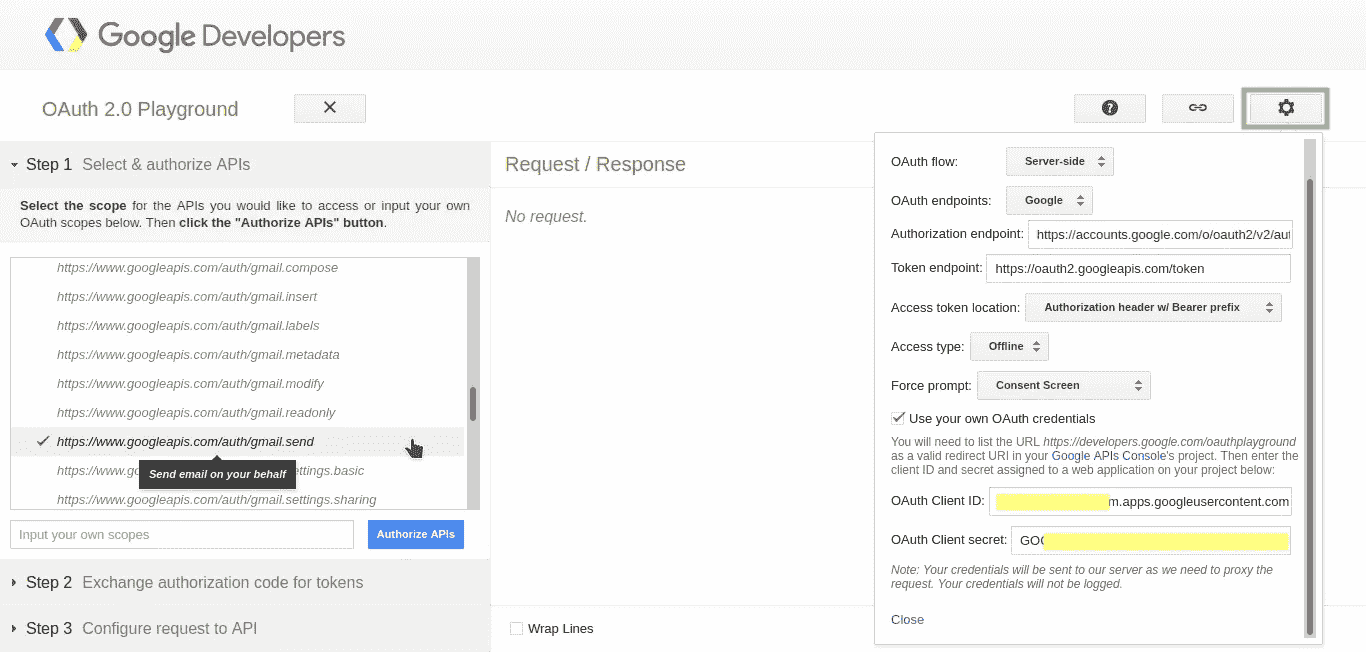 Google Developers
OAuth 2.0 Playground
Step 1 Select & authorize APIs
Select the scope for the APIs you would like to access or input your own
OAuth scopes below. Then click the "Authorize APIs" button.
https://www.googleapis.com/auth/gmail.compose
https://www.googleapis.com/auth/gmail.insert
https://www.googleapis.com/auth/gmail.labels
https://www.googleapis.com/auth/gmail.metadata
https://www.googleapis.com/auth/gmail.modify
https://www.googleapis.com/auth/gmail.readonly
https://www.googleapis.com/auth/gmail.send
Send email on your behalf
https://www.googleapis.com/auth/gmail.settings.sharing
Input your own scopes
Authorize APIs
Step 2 Exchange authorization code for tokens
Step 3 Configure request to API
Request / Response
No request.
Wrap Lines
OAuth flow: Server-side
OAuth endpoints: Google
Authorization endpoint: https://accounts.google.com/o/oauth2/v2/aut
Token endpoint: https://oauth2.googleapis.com/token
Access token location: Authorization header w/ Bearer prefix
Access type: Offline
Force prompt: Consent Screen
Use your own OAuth credentials
You will need to list the URL https://developers.google.com/oauthplayground
as a valid redirect URI in your Google APIs Console's project. Then enter the
client ID and secret assigned to a web application on your project below:
OAuth Client ID: m.apps.googleusercontent.com
OAuth Client secret: GO
Note: Your credentials will be sent to our server as we need to proxy the
request. Your credentials will not be logged.
Close